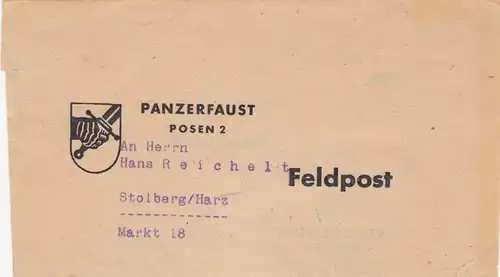 PANZERFAUST
POSEN 2
An Herrn
Hans Reichelt
Feldpost
Stolberg/Harz
Markt 18